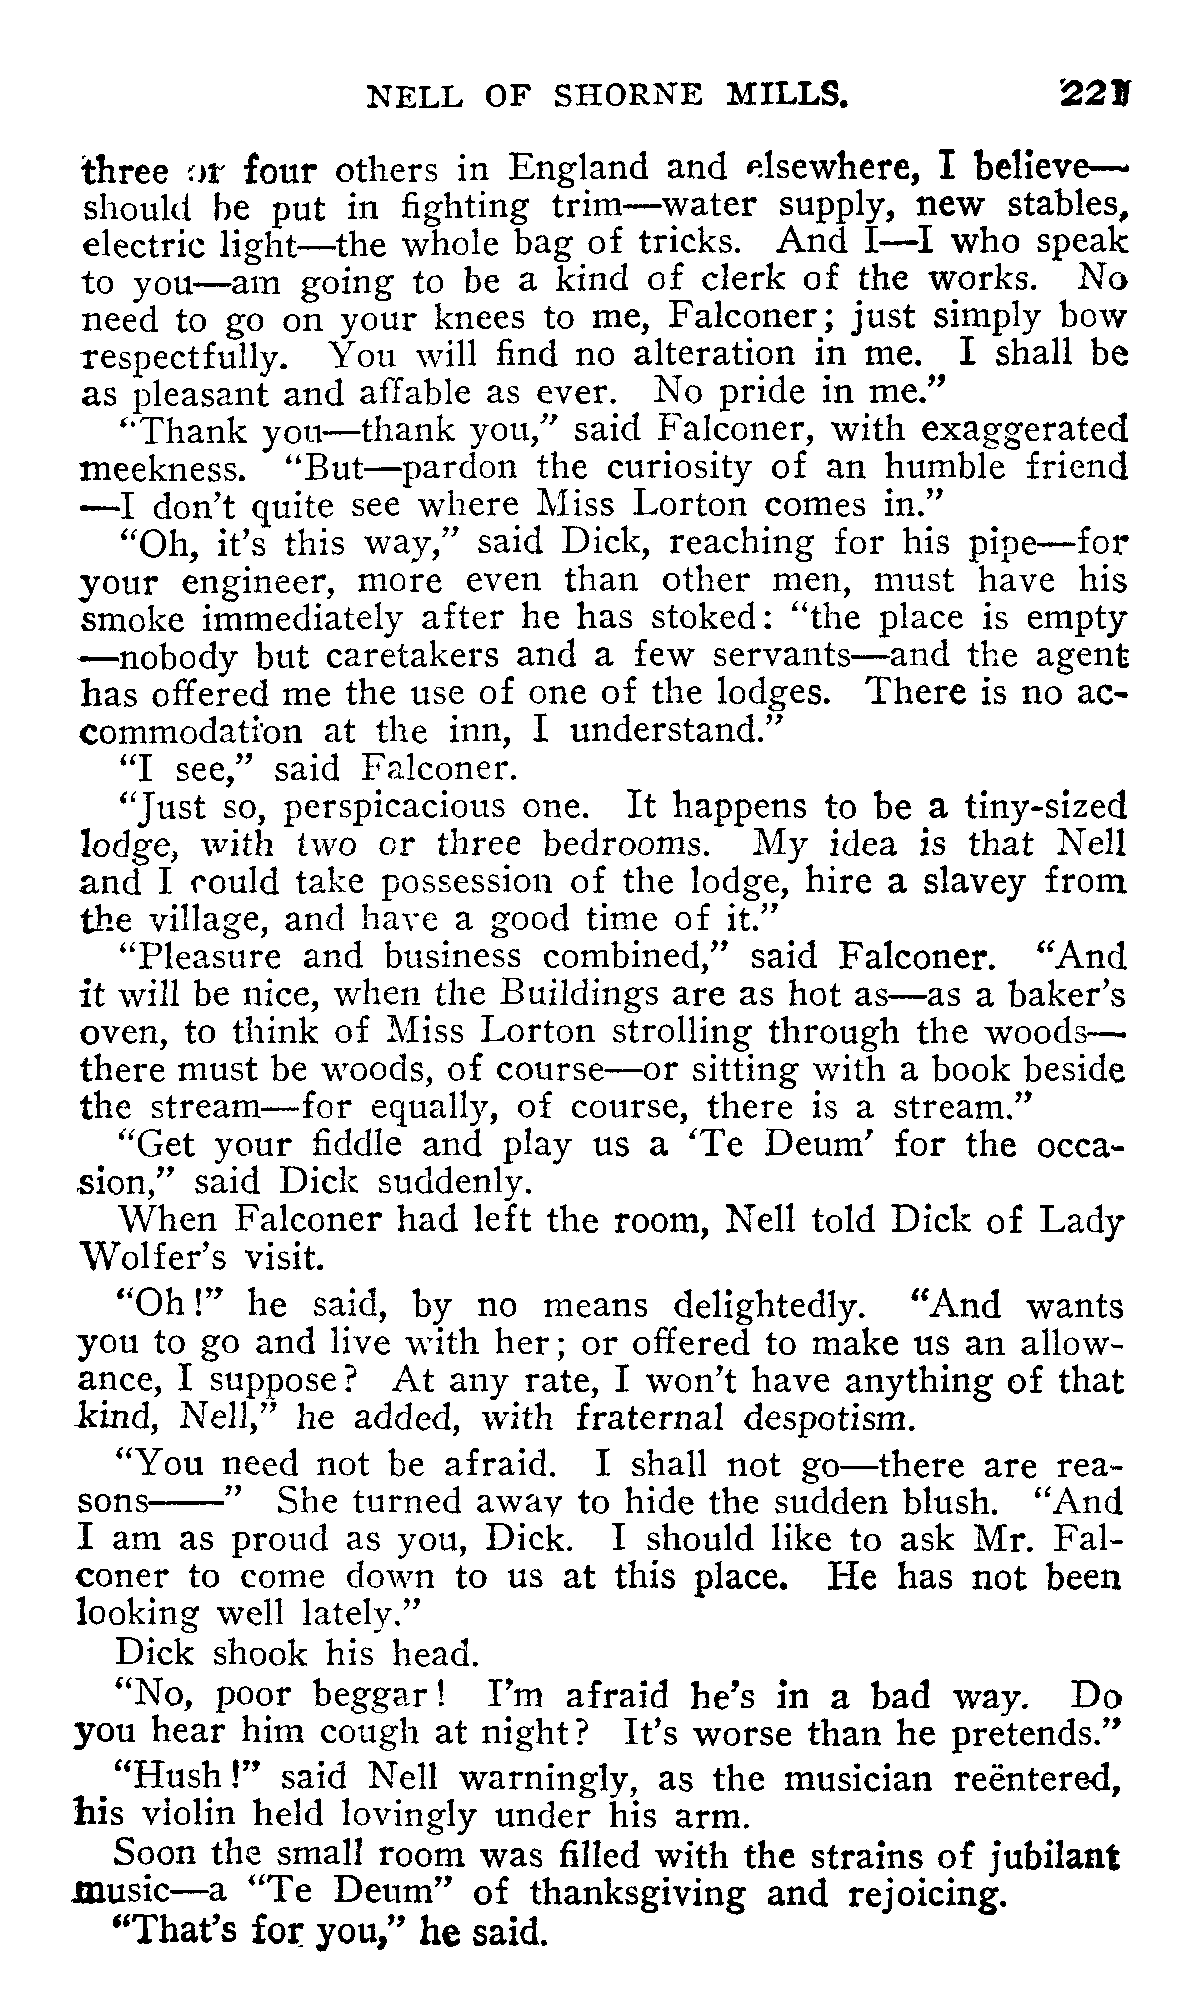 NELL OF SHORNE MILLS. 221
three or four others in England and elsewhere, I believe—
should be put in fighting trim—water supply, new stables,
electric light—the whole bag of tricks. And I—I who speak
to you—am going to be a kind of clerk of the works. No
need to go on your knees to me, Falconer; just simply bow
respectfully. You will find no alteration in me. I shall be
as pleasant and affable as ever. No pride in me."
"Thank you—thank you," said Falconer, with exaggerated
meekness. "But—pardon the curiosity of an humble friend
—I don't quite see where Miss Lorton comes in."
"Oh, it's this way," said Dick, reaching for his pipe—for
your engineer, more even than other men, must have his
smoke immediately after he has stoked: "the place is empty
—nobody but caretakers and a few servants—and the agent
has offered me the use of one of the lodges. There is no ac-
commodation at the inn, I understand."
"I see," said Falconer.
"Just so, perspicacious one. It happens to be a tiny-sized
lodge, with two or three bedrooms. My idea is that Nell
and I could take possession of the lodge, hire a slavey from
the village, and have a good time of it."
"Pleasure and business combined," said Falconer. "And
it will be nice, when the Buildings are as hot as—as a baker's
oven, to think of Miss Lorton strolling through the woods—
there must be woods, of course—or sitting with a book beside
the stream—for equally, of course, there is a stream."
"Get your fiddle and play us a 'Te Deum' for the occa-
sion," said Dick suddenly.
When Falconer had left the room, Nell told Dick of Lady
Wolfer's visit.
"Oh!" he said, by no means delightedly. "And wants
you to go and live with her; or offered to make us an allow-
ance, I suppose? At any rate, I won't have anything of that
kind, Nell," he added, with fraternal despotism.
"You need not be afraid. I shall not go—there are rea-
sons——" She turned away to hide the sudden blush. "And
I am as proud as you, Dick. I should like to ask Mr. Fal-
coner to come down to us at this place. He has not been
looking well lately."
Dick shook his head.
"No, poor beggar! I'm afraid he's in a bad way. Do
you hear him cough at night? It's worse than he pretends."
"Hush!" said Nell warningly, as the musician reëntered,
his violin held lovingly under his arm.
Soon the small room was filled with the strains of jubilant
music—a "Te Deum" of thanksgiving and rejoicing.
"That's for you," he said.